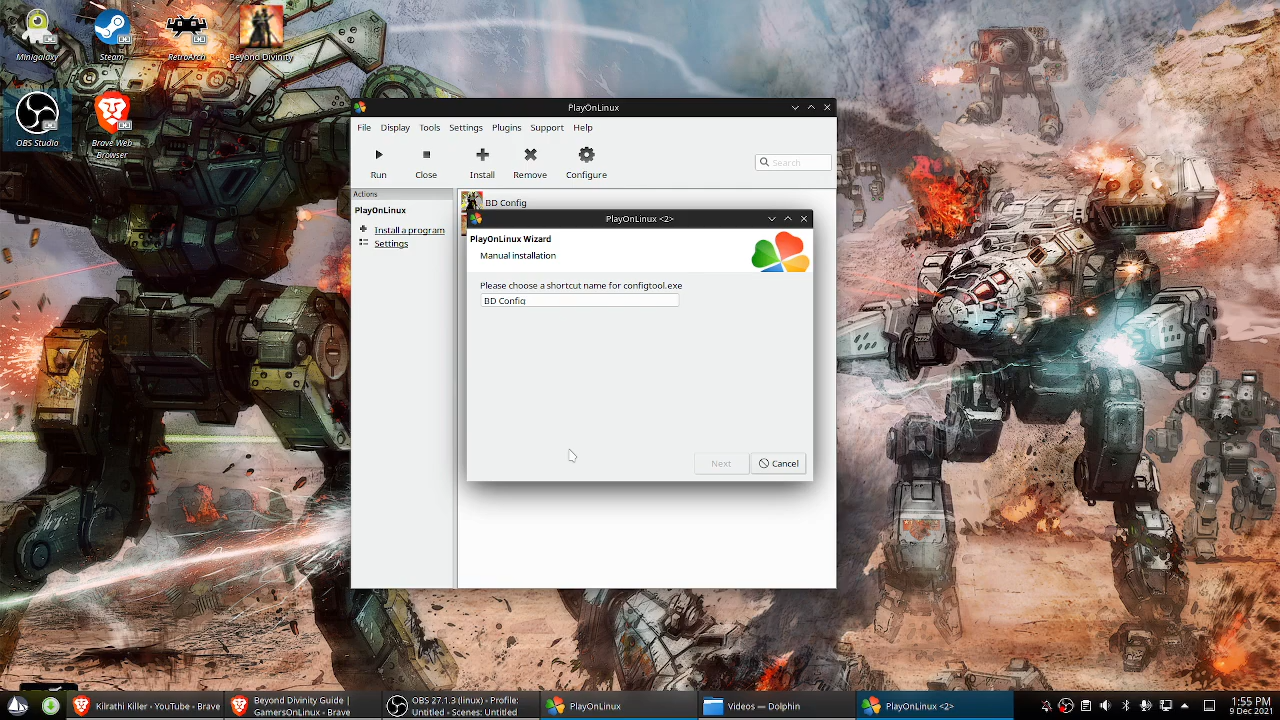 Minigalaxy
Steam
RetroArch
Beyond Divinity
OBS Studio
Brave Web
Browser
PlayOnLinux
File Display Tools Settings Plugins Support Help
Run Close Install Remove Configure
Search
Actions
PlayOnLinux
Install a program
Settings
BD Config
PlayOnLinux <2>
PlayOnLinux Wizard
Manual installation
Please choose a shortcut name for configtool.exe
BD Config
Next
Cancel
Kilrathi Killer - YouTube - Brave
Beyond Divinity Guide |
GamersOnLinux - Brave
OBS 27.1.3 (linux) - Profile:
Untitled - Scenes: Untitled
PlayOnLinux
Videos — Dolphin
PlayOnLinux <2>
1:55 PM
9 Dec 2021